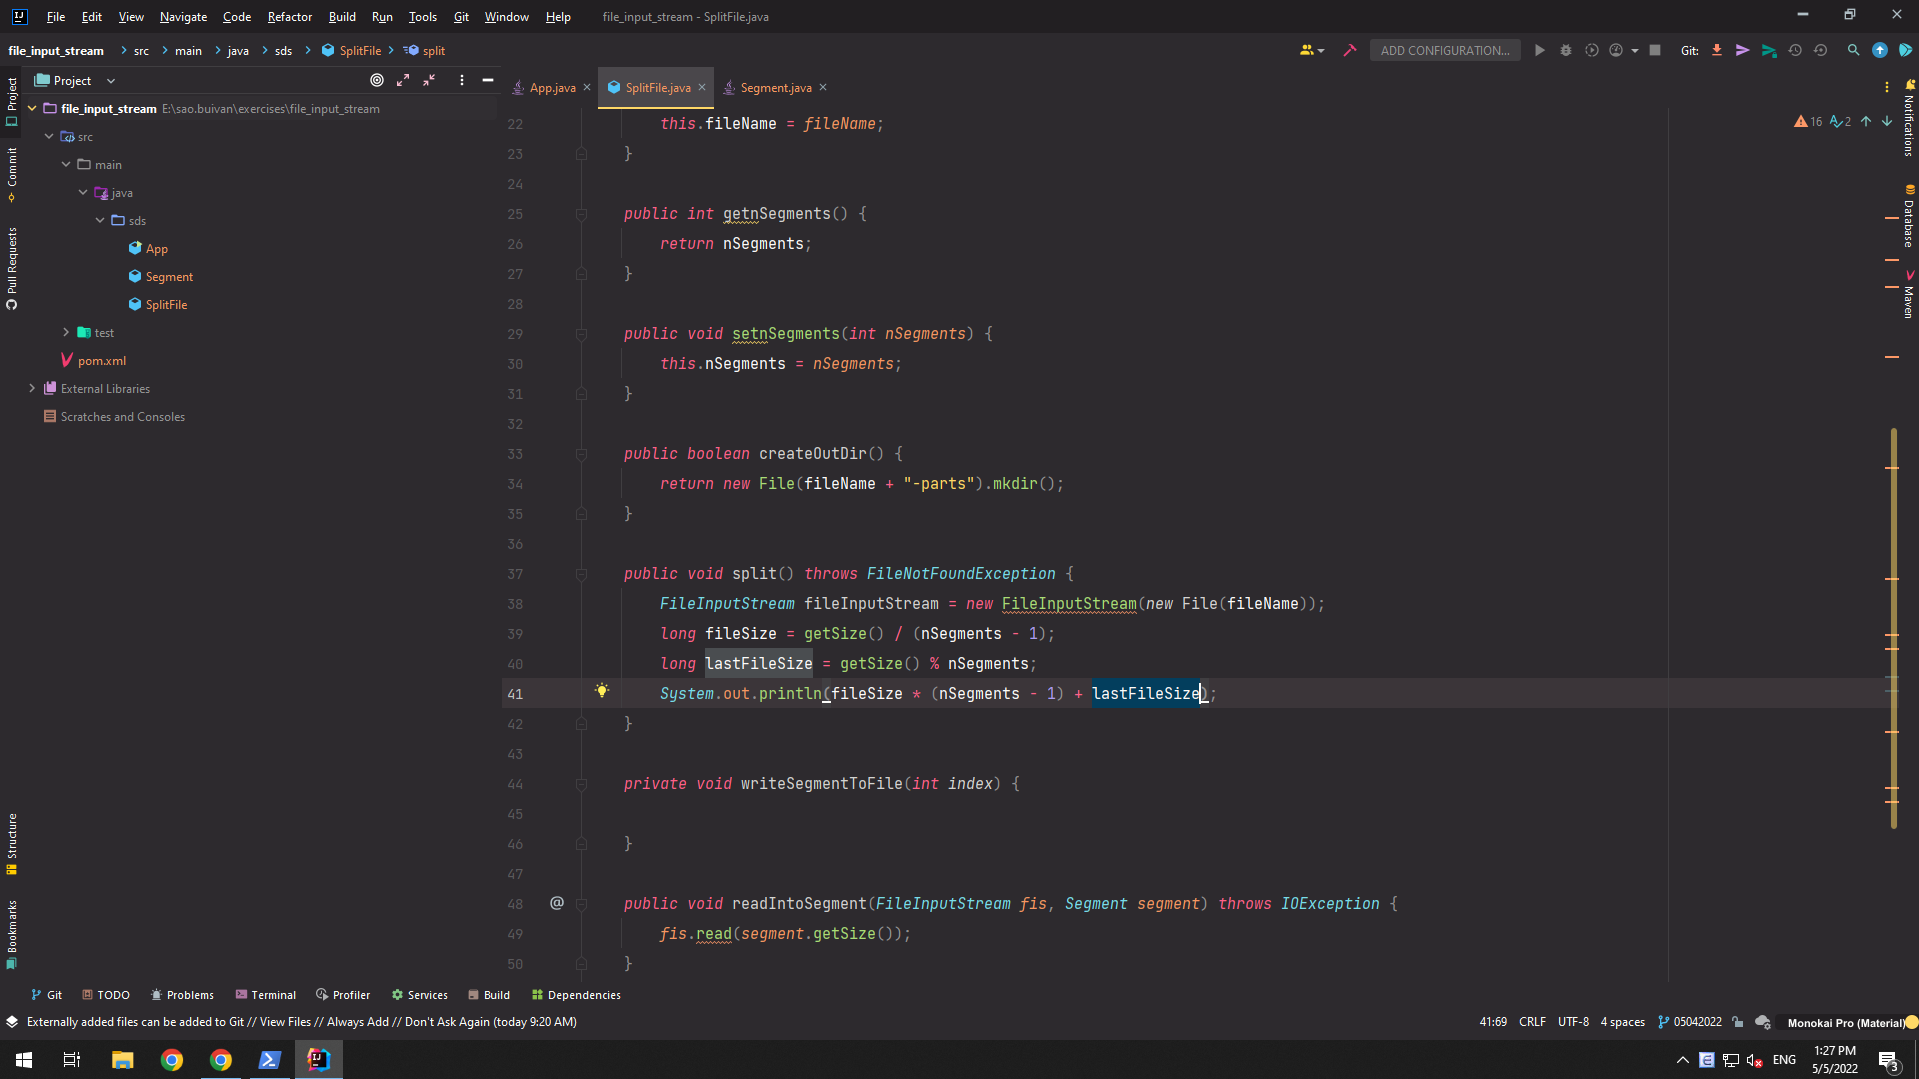 File Edit View Navigate Code Refactor Build Run Tools Git Window Help file_input_stream - SplitFile.java
file_input_stream src main java sds SplitFile split ADD CONFIGURATION... Git:
Project
App.java SplitFile.java Segment.java
file_input_stream E:\sao.buivan\exercises\file_input_stream
src
main
java
sds
App
Segment
SplitFile
test
pom.xml
External Libraries
Scratches and Consoles
Project
Commit
Pull Requests
Structure
Bookmarks
16 2
22 this.fileName = fileName;
23 }
24
25 public int getnSegments() {
26 return nSegments;
27 }
28
29 public void setnSegments(int nSegments) {
30 this.nSegments = nSegments;
31 }
32
33 public boolean createOutDir() {
34 return new File(fileName + "-parts").mkdir();
35 }
36
37 public void split() throws FileNotFoundException {
38 FileInputStream fileInputStream = new FileInputStream(new File(fileName));
39 long fileSize = getSize() / (nSegments - 1);
40 long lastFileSize = getSize() % nSegments;
41 System.out.println(fileSize * (nSegments - 1) + lastFileSize);
42 }
43
44 private void writeSegmentToFile(int index) {
45
46 }
47
48 @ public void readIntoSegment(FileInputStream fis, Segment segment) throws IOException {
49 fis.read(segment.getSize());
50 }
Notifications
Database
Maven
Git TODO Problems Terminal Profiler Services Build Dependencies
Externally added files can be added to Git // View Files // Always Add // Don't Ask Again (today 9:20 AM) 41:69 CRLF UTF-8 4 spaces 05042022 Monokai Pro (Material)
ENG 1:27 PM
5/5/2022
3